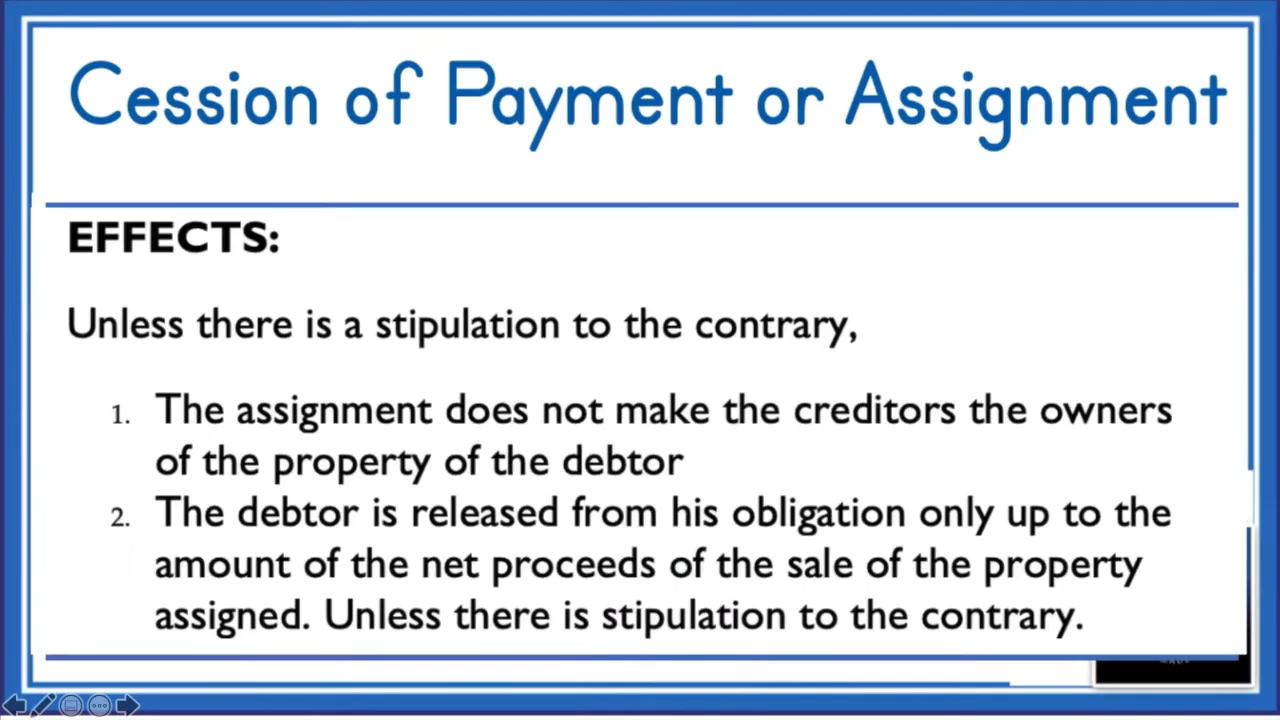 Cession of Payment or Assignment
EFFECTS:
Unless there is a stipulation to the contrary,
1. The assignment does not make the creditors the owners
of the property of the debtor
2. The debtor is released from his obligation only up to the
amount of the net proceeds of the sale of the property
assigned. Unless there is stipulation to the contrary.